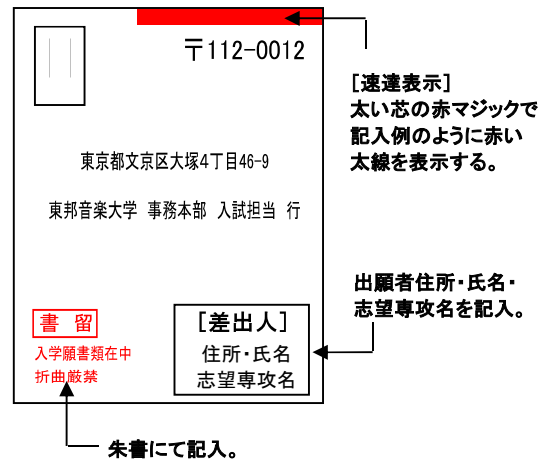 〒112-0012
[速達表示]
太い芯の赤マジックで
記入例のように赤い
太線を表示する。
東京都文京区大塚4丁目46-9
東邦音楽大学 事務本部 入試担当 行
出願者住所・氏名・
志望専攻名を記入。
書 留
入学願書類在中
折曲厳禁
[差出人]
住所・氏名
志望専攻名
朱書にて記入。